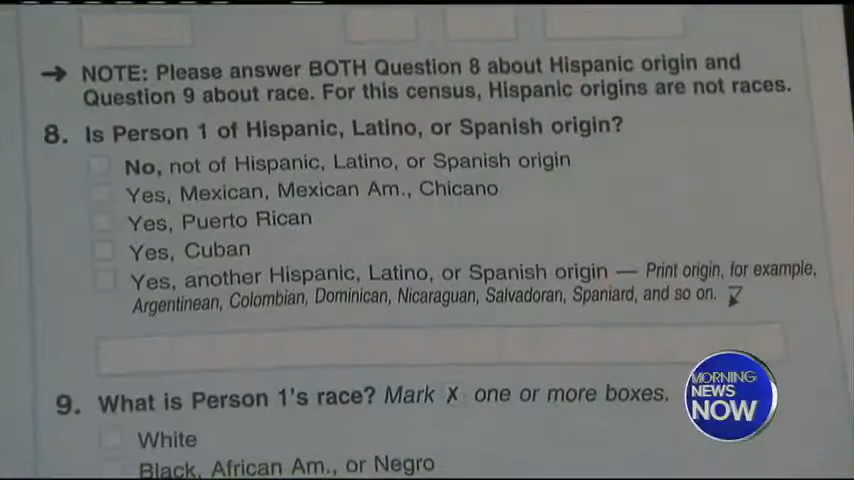 → NOTE: Please answer BOTH Question 8 about Hispanic origin and
Question 9 about race. For this census, Hispanic origins are not races.
8. Is Person 1 of Hispanic, Latino, or Spanish origin?
No, not of Hispanic, Latino, or Spanish origin
Yes, Mexican, Mexican Am., Chicano
Yes, Puerto Rican
Yes, Cuban
Yes, another Hispanic, Latino, or Spanish origin — Print origin, for example,
Argentinean, Colombian, Dominican, Nicaraguan, Salvadoran, Spaniard, and so on.
9. What is Person 1's race? Mark X one or more boxes.
White
Black, African Am., or Negro
MORNING
NEWS
NOW